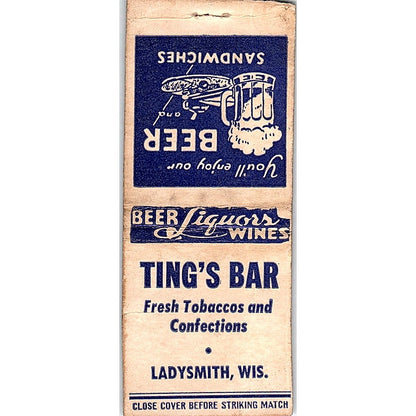 You'll enjoy our
BEER
and
SANDWICHES
BEER Liquors
WINES
TING'S BAR
Fresh Tobaccos and
Confections
•
LADYSMITH, WIS.
CLOSE COVER BEFORE STRIKING MATCH